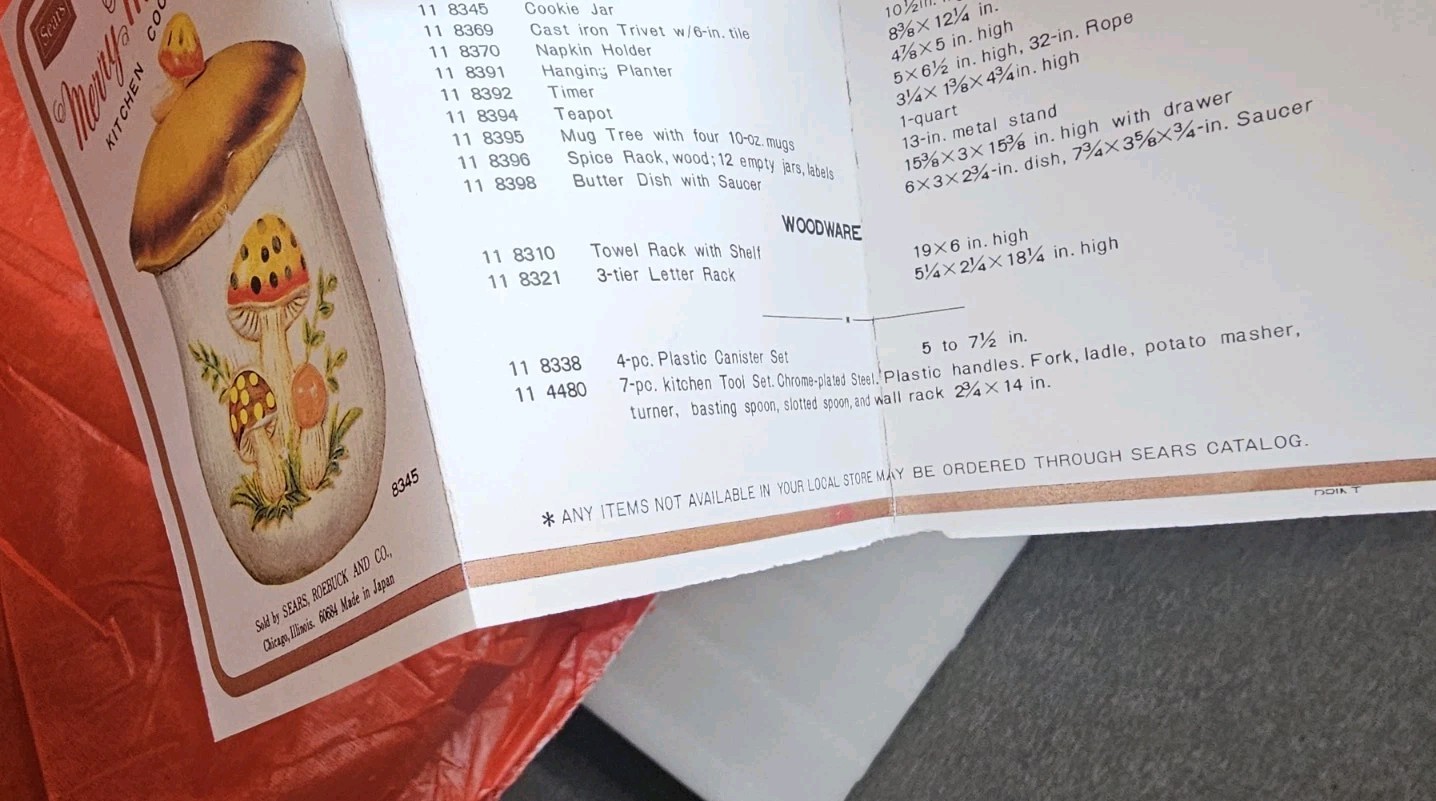 Sears
Merry
KITCHEN COO
8345
Sold by SEARS, ROEBUCK AND CO.,
Chicago, Illinois. 60684 Made in Japan
11 8345 Cookie Jar 10½ in.
11 8369 Cast iron Trivet w/6-in. tile 8⅜×12¼ in.
11 8370 Napkin Holder 4⅞×5 in. high
11 8391 Hanging Planter 5×6½ in. high, 32-in. Rope
11 8392 Timer 3¼×1⅜×4¾in. high
11 8394 Teapot 1-quart
11 8395 Mug Tree with four 10-oz. mugs 13-in. metal stand
11 8396 Spice Rack, wood; 12 empty jars, labels 15⅜×3×15⅜ in. high with drawer
11 8398 Butter Dish with Saucer 6×3×2¾-in. dish, 7¾×3⅝×¾-in. Saucer
WOODWARE
11 8310 Towel Rack with Shelf 19×6 in. high
11 8321 3-tier Letter Rack 5¼×2¼×18¼ in. high
11 8338 4-pc. Plastic Canister Set 5 to 7½ in.
11 4480 7-pc. kitchen Tool Set. Chrome-plated Steel. Plastic handles. Fork, ladle, potato masher,
turner, basting spoon, slotted spoon, and wall rack 2¾×14 in.
* ANY ITEMS NOT AVAILABLE IN YOUR LOCAL STORE MAY BE ORDERED THROUGH SEARS CATALOG.